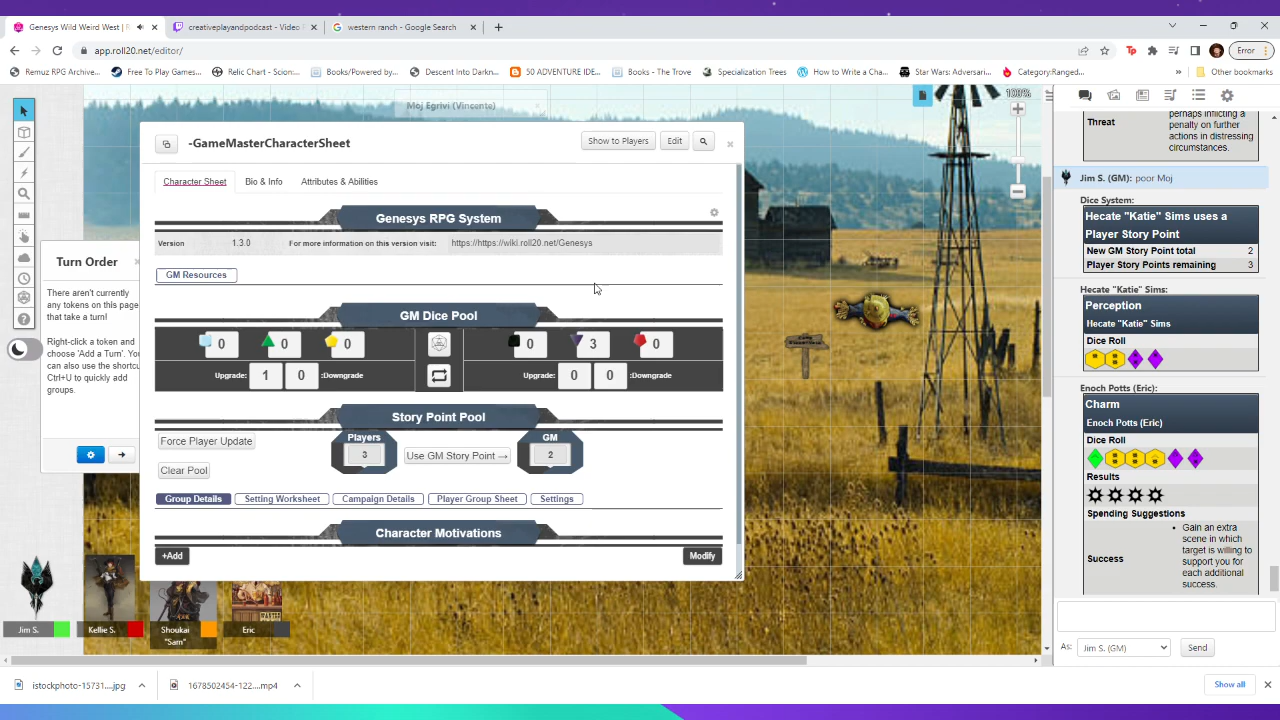 Genesys Wild Weird West | R
creativeplayandpodcast - Video P
western ranch - Google Search
app.roll20.net/editor/
Error
Remuz RPG Archive...
Free To Play Games...
Relic Chart - Scion:...
Books/Powered by...
Descent Into Darkn...
50 ADVENTURE IDE...
Books - The Trove
Specialization Trees
How to Write a Cha...
Star Wars: Adversari...
Category:Ranged...
Other bookmarks
Moj Egrivi (Vincento)
100%
-GameMasterCharacterSheet
Show to Players
Edit
Character Sheet
Bio & Info
Attributes & Abilities
Genesys RPG System
Version
1.3.0
For more information on this version visit:
https://https://wiki.roll20.net/Genesys
GM Resources
GM Dice Pool
0
0
0
0
3
0
Upgrade:
1
0
:Downgrade
Upgrade:
0
0
:Downgrade
Story Point Pool
Force Player Update
Clear Pool
Players
3
Use GM Story Point →
GM
2
Group Details
Setting Worksheet
Campaign Details
Player Group Sheet
Settings
Character Motivations
+Add
Modify
Turn Order
There aren't currently
any tokens on this page
that take a turn!
Right-click a token and
choose 'Add a Turn'. You
can also use the shortcu
Ctrl+U to quickly add
groups.
Jim S.
Kellie S.
Shoukai
"Sam"
Eric
Threat
perhaps inflicting a
penalty on further
actions in distressing
circumstances.
Jim S. (GM): poor Moj
Dice System:
Hecate "Katie" Sims uses a
Player Story Point
New GM Story Point total
2
Player Story Points remaining
3
Hecate "Katie" Sims:
Perception
Hecate "Katie" Sims
Dice Roll
Enoch Potts (Eric):
Charm
Enoch Potts (Eric)
Dice Roll
Results
Spending Suggestions
Success
• Gain an extra
scene in which
target is willing to
support you for
each additional
success.
As:
Jim S. (GM)
Send
istockphoto-15731....jpg
1678502454-122....mp4
Show all